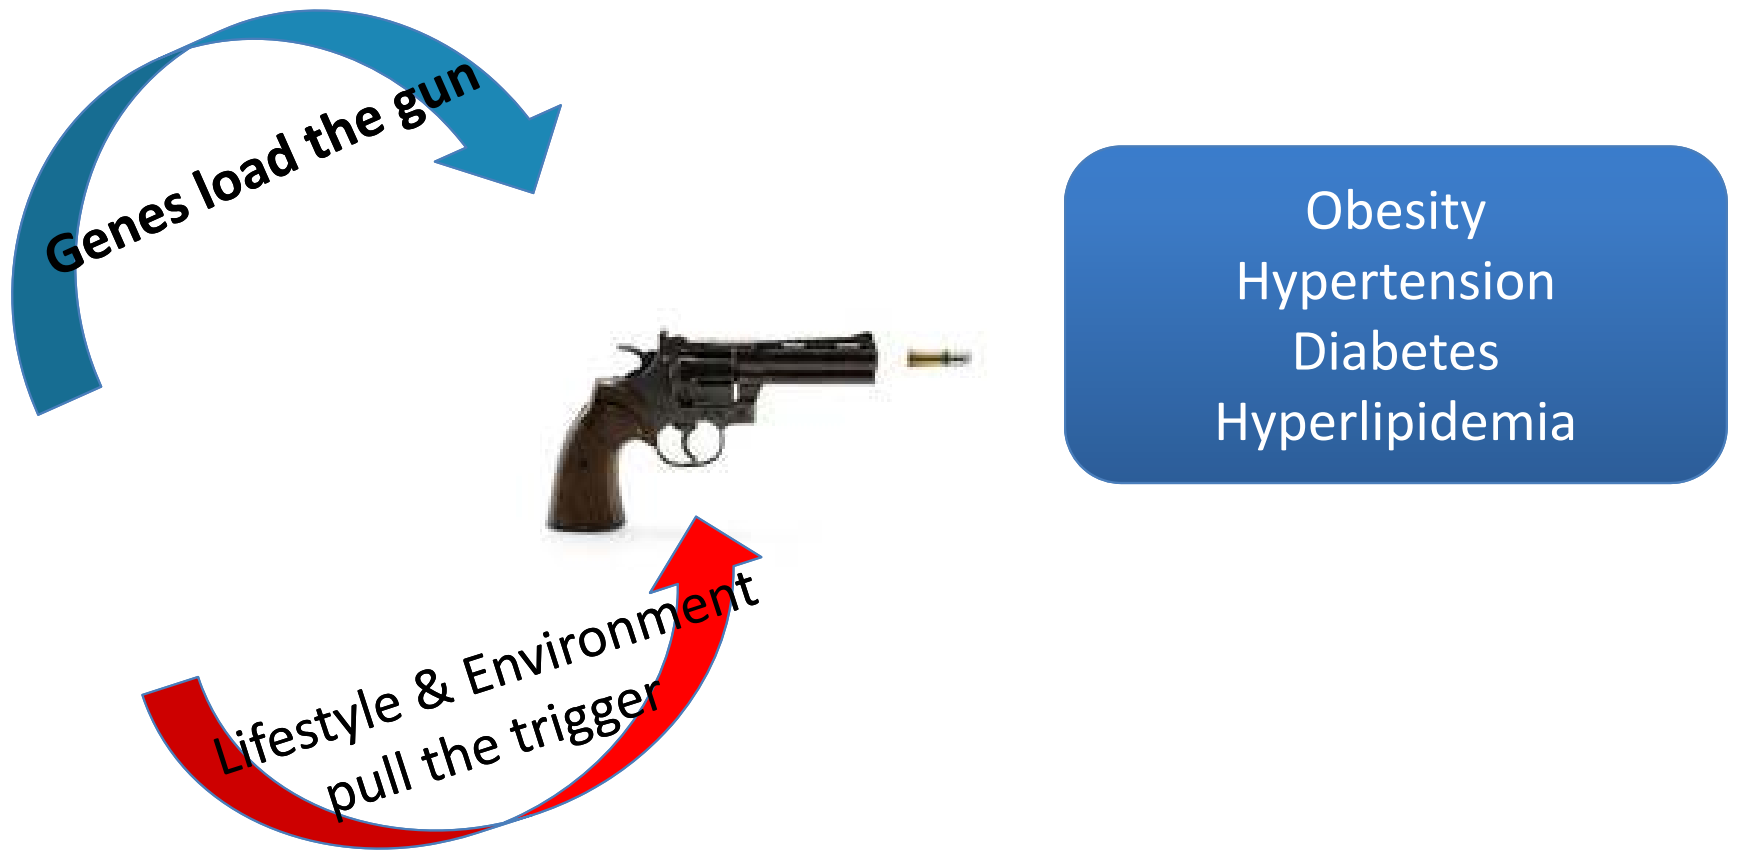 Genes load the gun
Obesity
Hypertension
Diabetes
Hyperlipidemia
Lifestyle & Environment
pull the trigger